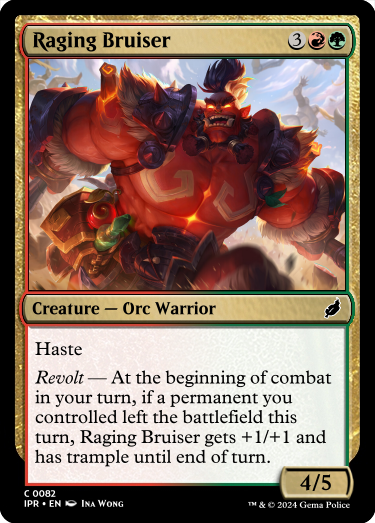 Raging Bruiser 3
Creature — Orc Warrior
Haste
Revolt — At the beginning of combat
in your turn, if a permanent you
controlled left the battlefield this
turn, Raging Bruiser gets +1/+1 and
has trample until end of turn.
4/5
C 0082
IPR • EN Ina Wong
™ & © 2024 Gema Police